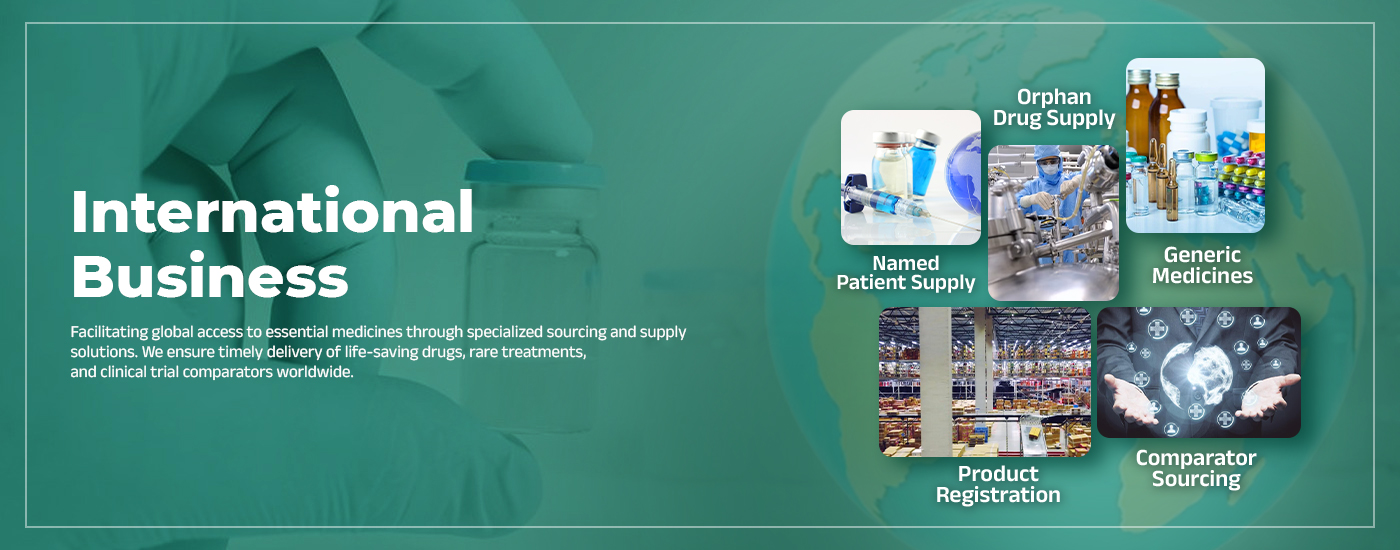 International
Business
Facilitating global access to essential medicines through specialized sourcing and supply
solutions. We ensure timely delivery of life-saving drugs, rare treatments,
and clinical trial comparators worldwide.
Named
Patient Supply
Orphan
Drug Supply
Generic
Medicines
Product
Registration
Comparator
Sourcing